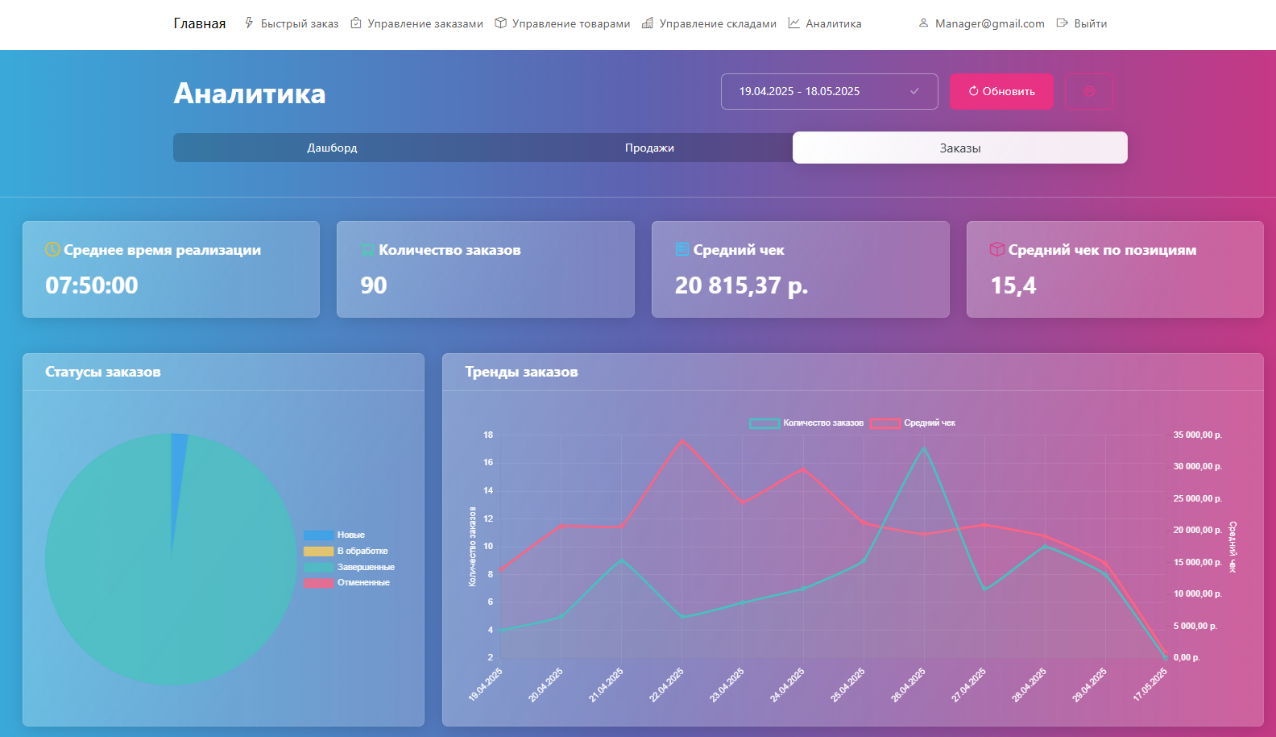 Главная Быстрый заказ Управление заказами Управление товарами Управление складами Аналитика Manager@gmail.com Выйти
Аналитика
19.04.2025 - 18.05.2025
Обновить
Дашборд Продажи Заказы
Среднее время реализации
07:50:00
Количество заказов
90
Средний чек
20 815,37 р.
Средний чек по позициям
15,4
Статусы заказов
Новые
В обработке
Завершенные
Отмененные
Тренды заказов
Количество заказов Средний чек
Количество заказов
18
16
14
12
10
8
6
4
2
35 000,00 р.
30 000,00 р.
25 000,00 р.
20 000,00 р.
15 000,00 р.
10 000,00 р.
5 000,00 р.
0,00 р.
Средний чек
19.04.2025 20.04.2025 21.04.2025 22.04.2025 23.04.2025 24.04.2025 25.04.2025 26.04.2025 27.04.2025 28.04.2025 29.04.2025 17.05.2025